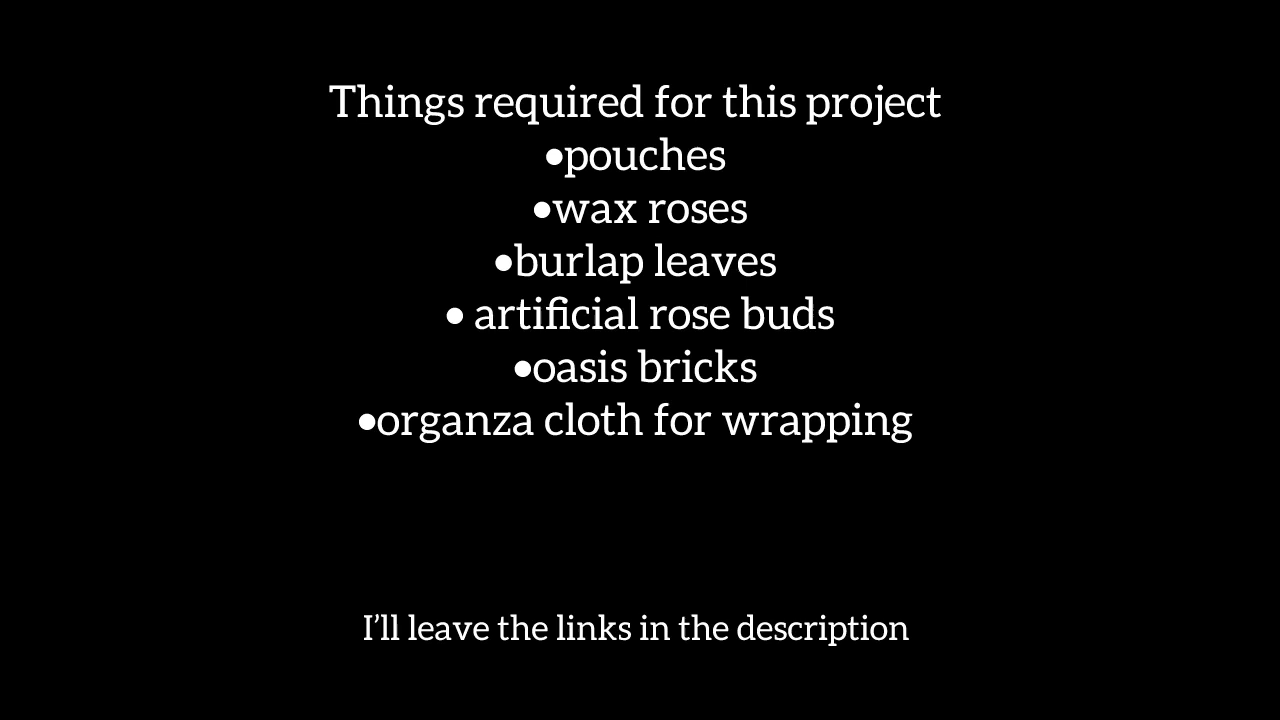 Things required for this project
•pouches
•wax roses
•burlap leaves
• artificial rose buds
•oasis bricks
•organza cloth for wrapping
I’ll leave the links in the description